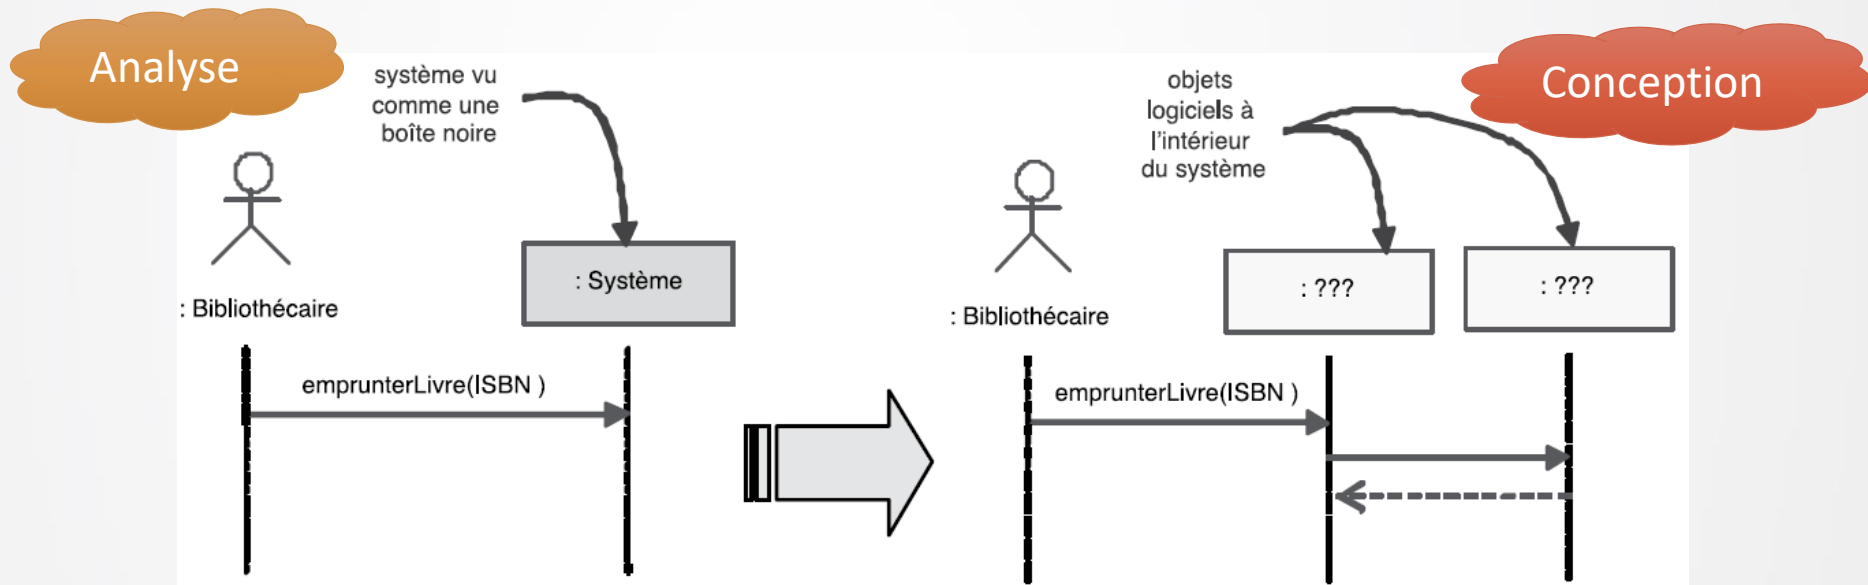 Analyse
système vu
comme une
boîte noire
: Système
: Bibliothécaire
emprunterLivre(ISBN )
Conception
objets
logiciels à
l'intérieur
du système
: ???
: ???
: Bibliothécaire
emprunterLivre(ISBN )